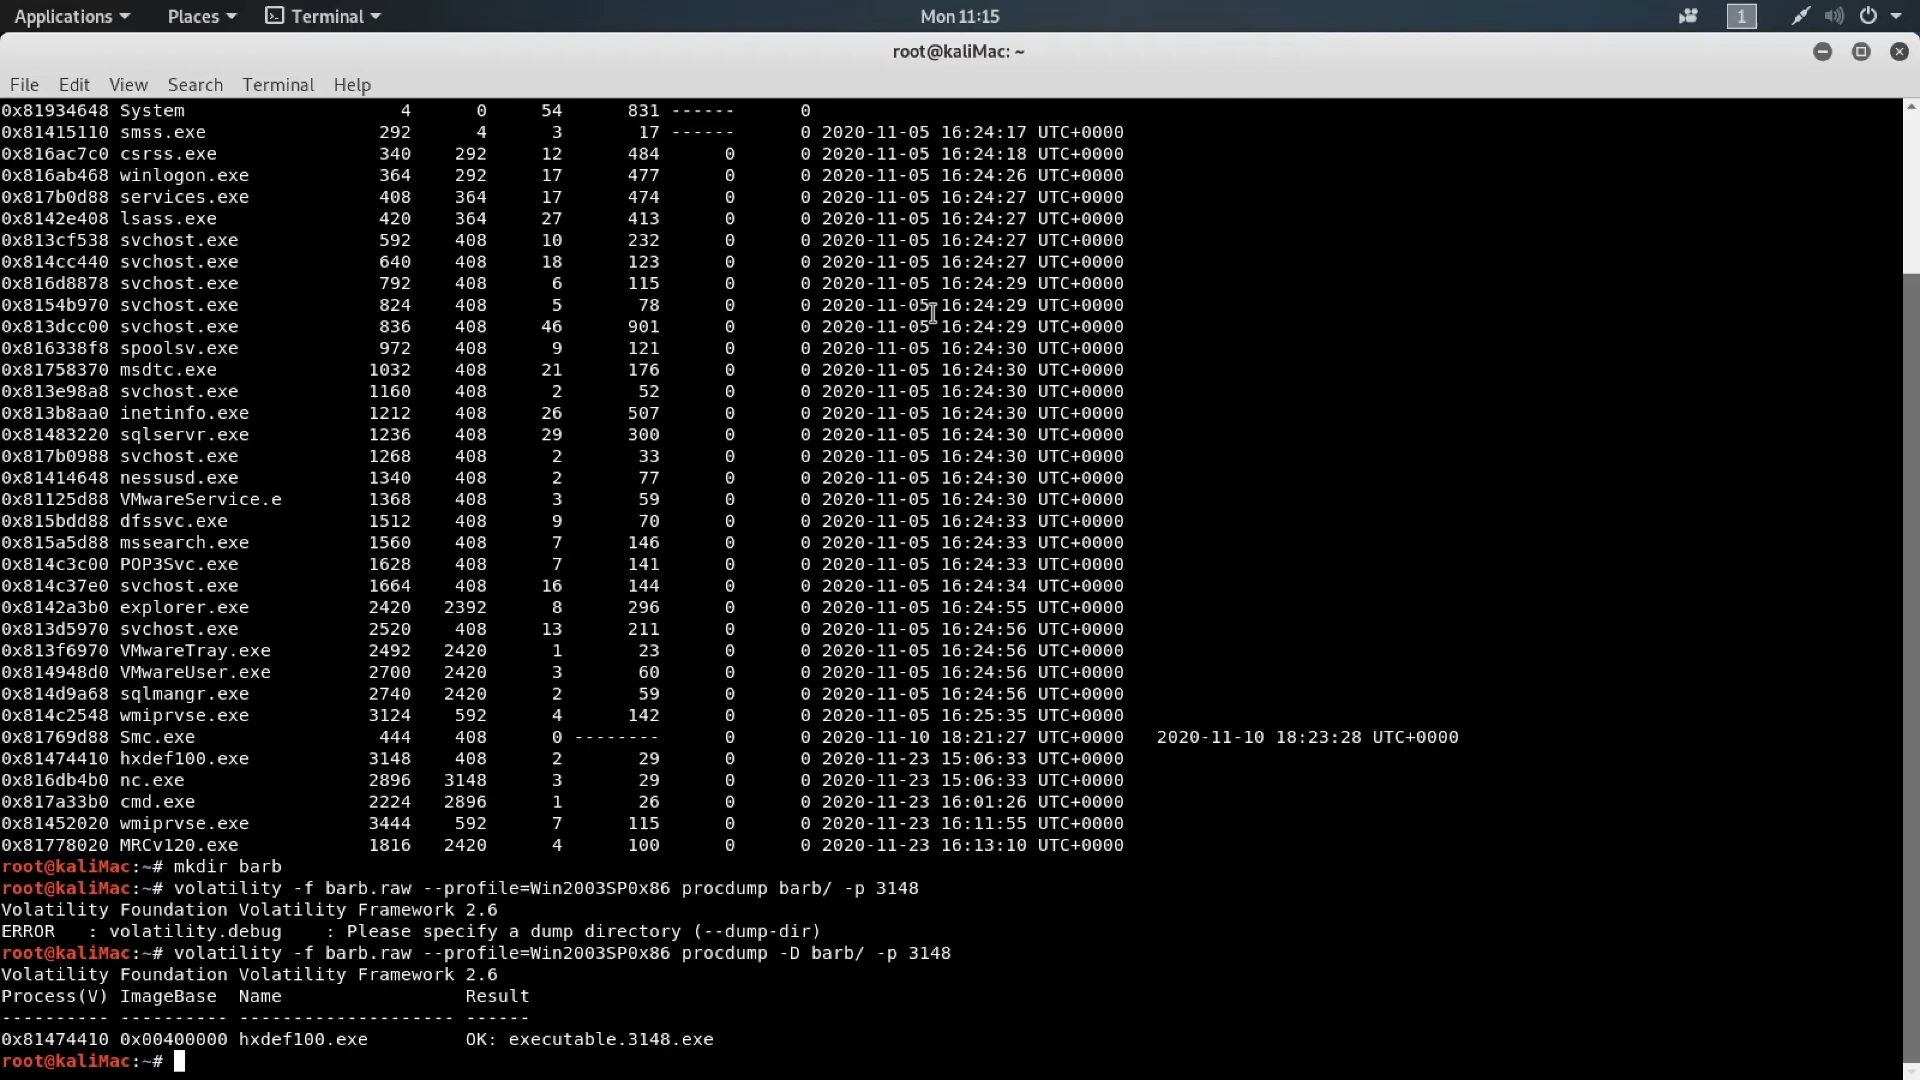 Applications Places Terminal Mon 11:15 1
root@kaliMac: ~
File Edit View Search Terminal Help
0x81934648 System 4 0 54 831 ------ 0
0x81415110 smss.exe 292 4 3 17 ------ 0 2020-11-05 16:24:17 UTC+0000
0x816ac7c0 csrss.exe 340 292 12 484 0 0 2020-11-05 16:24:18 UTC+0000
0x816ab468 winlogon.exe 364 292 17 477 0 0 2020-11-05 16:24:26 UTC+0000
0x817b0d88 services.exe 408 364 17 474 0 0 2020-11-05 16:24:27 UTC+0000
0x8142e408 lsass.exe 420 364 27 413 0 0 2020-11-05 16:24:27 UTC+0000
0x813cf538 svchost.exe 592 408 10 232 0 0 2020-11-05 16:24:27 UTC+0000
0x814cc440 svchost.exe 640 408 18 123 0 0 2020-11-05 16:24:27 UTC+0000
0x816d8878 svchost.exe 792 408 6 115 0 0 2020-11-05 16:24:29 UTC+0000
0x8154b970 svchost.exe 824 408 5 78 0 0 2020-11-05 16:24:29 UTC+0000
0x813dcc00 svchost.exe 836 408 46 901 0 0 2020-11-05 16:24:29 UTC+0000
0x816338f8 spoolsv.exe 972 408 9 121 0 0 2020-11-05 16:24:30 UTC+0000
0x81758370 msdtc.exe 1032 408 21 176 0 0 2020-11-05 16:24:30 UTC+0000
0x813e98a8 svchost.exe 1160 408 2 52 0 0 2020-11-05 16:24:30 UTC+0000
0x813b8aa0 inetinfo.exe 1212 408 26 507 0 0 2020-11-05 16:24:30 UTC+0000
0x81483220 sqlservr.exe 1236 408 29 300 0 0 2020-11-05 16:24:30 UTC+0000
0x817b0988 svchost.exe 1268 408 2 33 0 0 2020-11-05 16:24:30 UTC+0000
0x81414648 nessusd.exe 1340 408 2 77 0 0 2020-11-05 16:24:30 UTC+0000
0x81125d88 VMwareService.e 1368 408 3 59 0 0 2020-11-05 16:24:30 UTC+0000
0x815bdd88 dfssvc.exe 1512 408 9 70 0 0 2020-11-05 16:24:33 UTC+0000
0x815a5d88 mssearch.exe 1560 408 7 146 0 0 2020-11-05 16:24:33 UTC+0000
0x814c3c00 POP3Svc.exe 1628 408 7 141 0 0 2020-11-05 16:24:33 UTC+0000
0x814c37e0 svchost.exe 1664 408 16 144 0 0 2020-11-05 16:24:34 UTC+0000
0x8142a3b0 explorer.exe 2420 2392 8 296 0 0 2020-11-05 16:24:55 UTC+0000
0x813d5970 svchost.exe 2520 408 13 211 0 0 2020-11-05 16:24:56 UTC+0000
0x813f6970 VMwareTray.exe 2492 2420 1 23 0 0 2020-11-05 16:24:56 UTC+0000
0x814948d0 VMwareUser.exe 2700 2420 3 60 0 0 2020-11-05 16:24:56 UTC+0000
0x814d9a68 sqlmangr.exe 2740 2420 2 59 0 0 2020-11-05 16:24:56 UTC+0000
0x814c2548 wmiprvse.exe 3124 592 4 142 0 0 2020-11-05 16:25:35 UTC+0000
0x81769d88 Smc.exe 444 408 0 -------- 0 0 2020-11-10 18:21:27 UTC+0000 2020-11-10 18:23:28 UTC+0000
0x81474410 hxdef100.exe 3148 408 2 29 0 0 2020-11-23 15:06:33 UTC+0000
0x816db4b0 nc.exe 2896 3148 3 29 0 0 2020-11-23 15:06:33 UTC+0000
0x817a33b0 cmd.exe 2224 2896 1 26 0 0 2020-11-23 16:01:26 UTC+0000
0x81452020 wmiprvse.exe 3444 592 7 115 0 0 2020-11-23 16:11:55 UTC+0000
0x81778020 MRCv120.exe 1816 2420 4 100 0 0 2020-11-23 16:13:10 UTC+0000
root@kaliMac:~# mkdir barb
root@kaliMac:~# volatility -f barb.raw --profile=Win2003SP0x86 procdump barb/ -p 3148
Volatility Foundation Volatility Framework 2.6
ERROR : volatility.debug : Please specify a dump directory (--dump-dir)
root@kaliMac:~# volatility -f barb.raw --profile=Win2003SP0x86 procdump -D barb/ -p 3148
Volatility Foundation Volatility Framework 2.6
Process(V) ImageBase Name Result
---------- ---------- -------------------- ------
0x81474410 0x00400000 hxdef100.exe OK: executable.3148.exe
root@kaliMac:~#